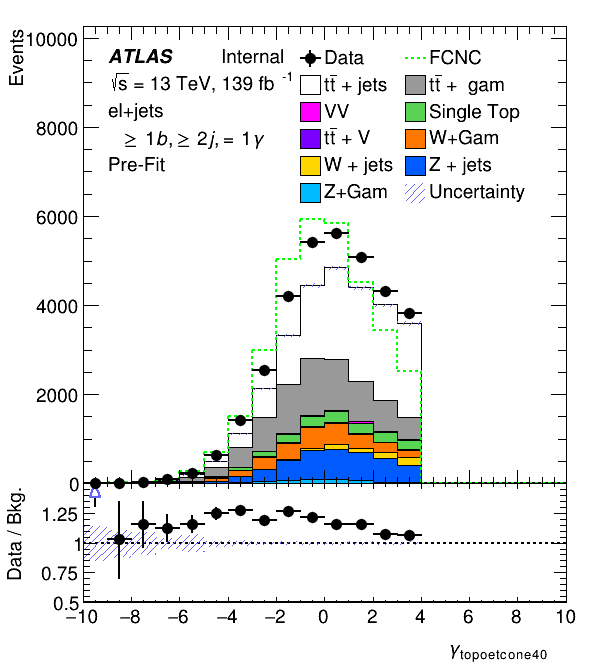 Events
10000
8000
6000
4000
2000
0
ATLAS Internal
√s = 13 TeV, 139 fb⁻¹
el+jets
≥ 1b, ≥ 2j, = 1γ
Pre-Fit
Data
FCNC
tt̄ + jets
tt̄ + gam
VV
Single Top
tt̄ + V
W+Gam
W + jets
Z + jets
Z+Gam
Uncertainty
Data / Bkg.
1.25
1
0.75
0.5
−10 −8 −6 −4 −2 0 2 4 6 8 10
γtopoetcone40